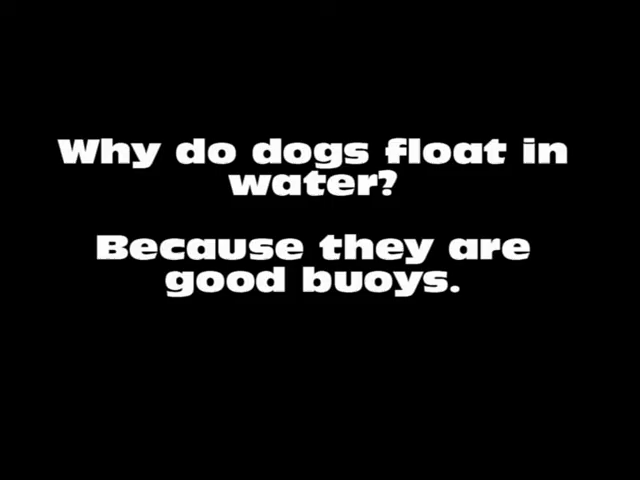 Why do dogs float in
water?
Because they are
good buoys.